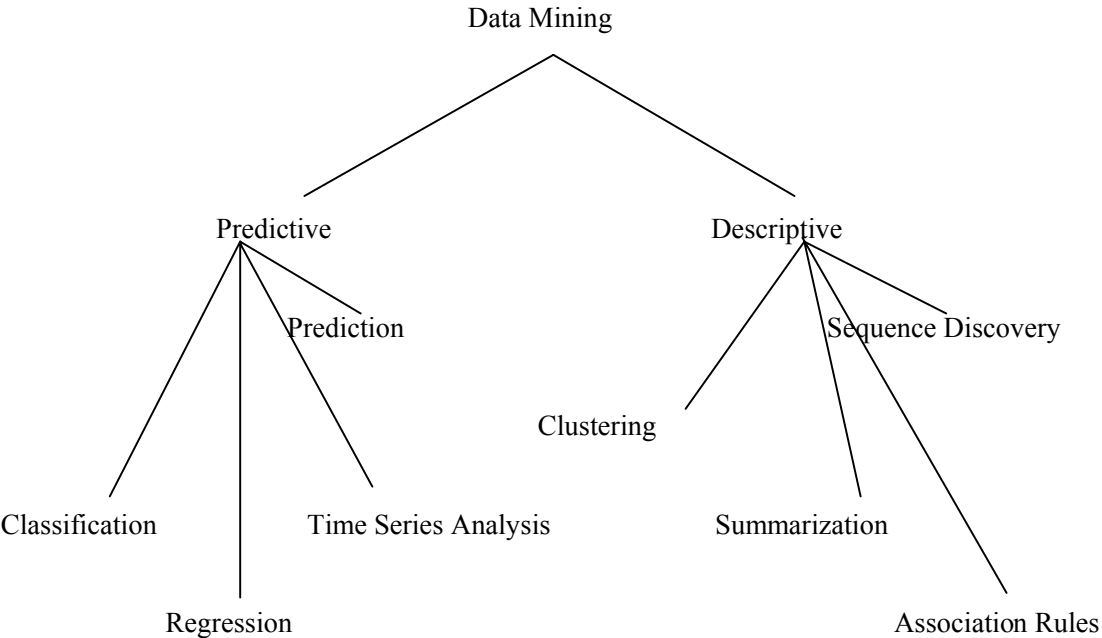 Data Mining
Predictive
Descriptive
Prediction
Sequence Discovery
Clustering
Classification
Time Series Analysis
Summarization
Regression
Association Rules